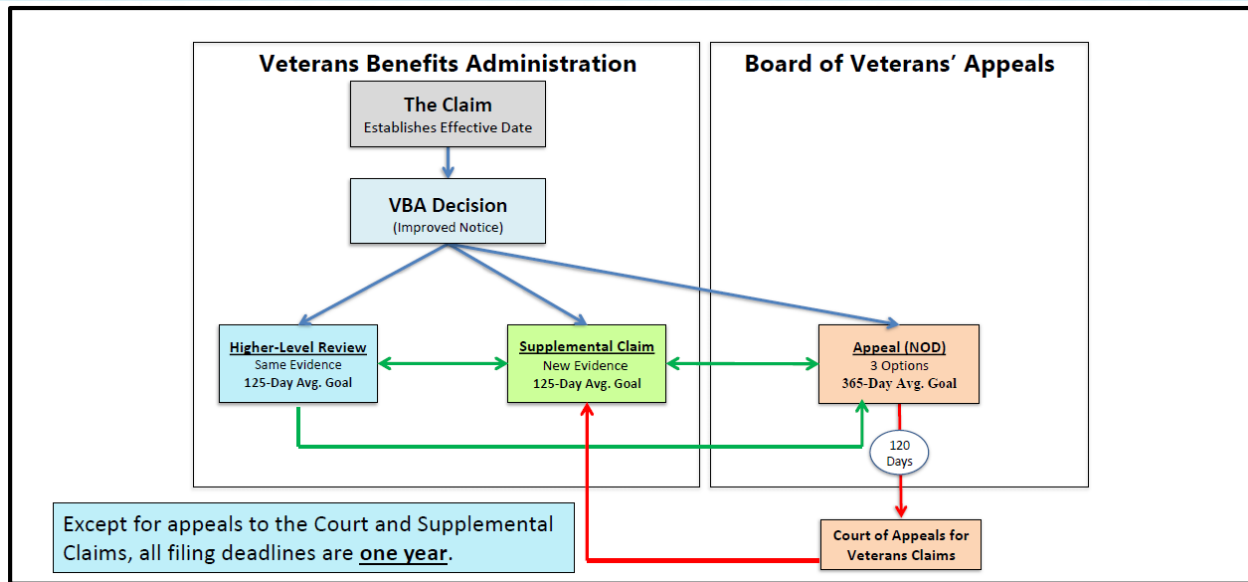 Veterans Benefits Administration
Board of Veterans' Appeals
The Claim
Establishes Effective Date
VBA Decision
(Improved Notice)
Higher-Level Review
Same Evidence
125-Day Avg. Goal
Supplemental Claim
New Evidence
125-Day Avg. Goal
Appeal (NOD)
3 Options
365-Day Avg. Goal
120
Days
Except for appeals to the Court and Supplemental
Claims, all filing deadlines are one year.
Court of Appeals for
Veterans Claims